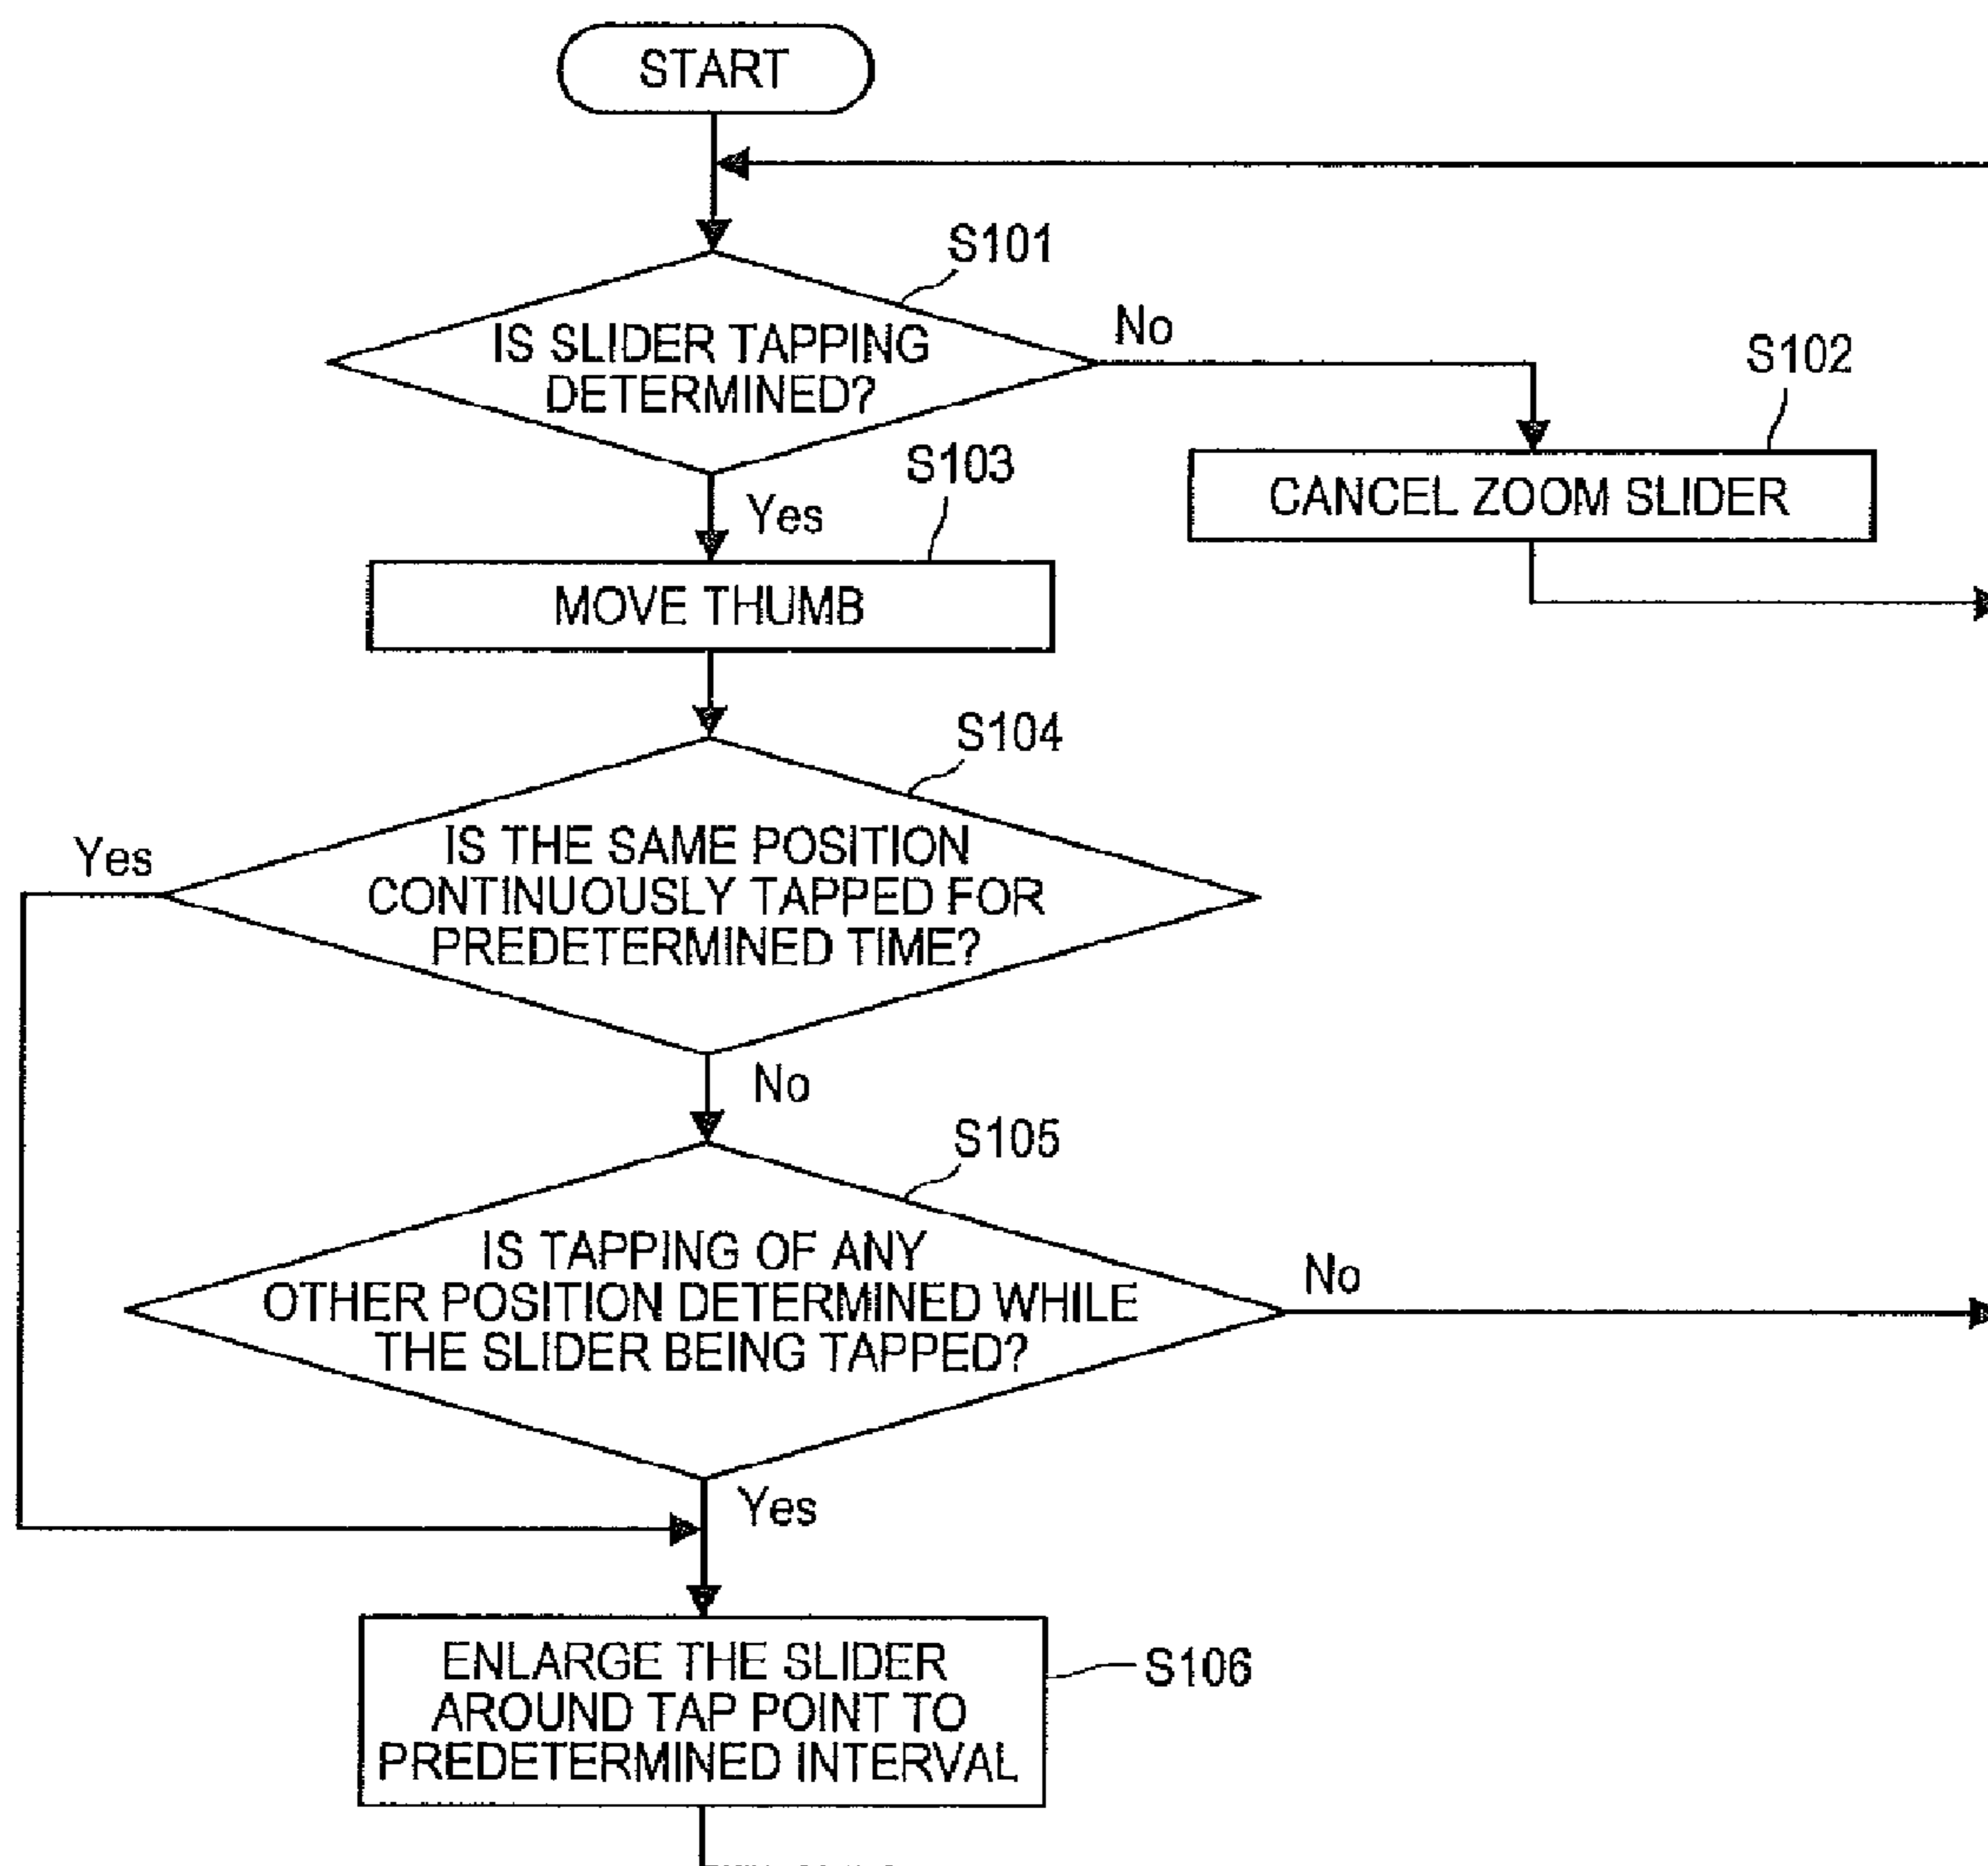 START
S101
IS SLIDER TAPPING
DETERMINED?
No
S102
CANCEL ZOOM SLIDER
Yes
S103
MOVE THUMB
S104
IS THE SAME POSITION
CONTINUOUSLY TAPPED FOR
PREDETERMINED TIME?
Yes
No
S105
IS TAPPING OF ANY
OTHER POSITION DETERMINED WHILE
THE SLIDER BEING TAPPED?
No
Yes
ENLARGE THE SLIDER
AROUND TAP POINT TO
PREDETERMINED INTERVAL
S106